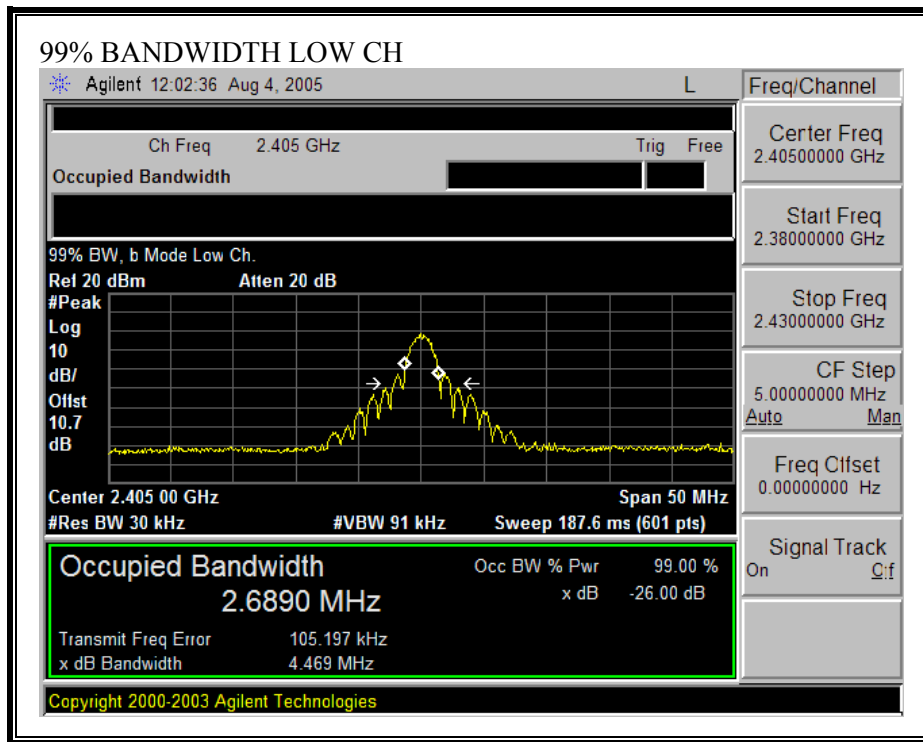 99% BANDWIDTH LOW CH
Agilent 12:02:36 Aug 4, 2005 L
Freq/Channel
Ch Freq 2.405 GHz Trig Free
Occupied Bandwidth
Center Freq
2.40500000 GHz
Start Freq
2.38000000 GHz
Stop Freq
2.43000000 GHz
CF Step
5.00000000 MHz
Auto Man
Freq Offset
0.00000000 Hz
Signal Track
On Off
99% BW, b Mode Low Ch.
Ref 20 dBm Atten 20 dB
#Peak
Log
10
dB/
Offst
10.7
dB
Center 2.405 00 GHz Span 50 MHz
#Res BW 30 kHz #VBW 91 kHz Sweep 187.6 ms (601 pts)
Occupied Bandwidth
2.6890 MHz
Occ BW % Pwr 99.00 %
x dB -26.00 dB
Transmit Freq Error 105.197 kHz
x dB Bandwidth 4.469 MHz
Copyright 2000-2003 Agilent Technologies